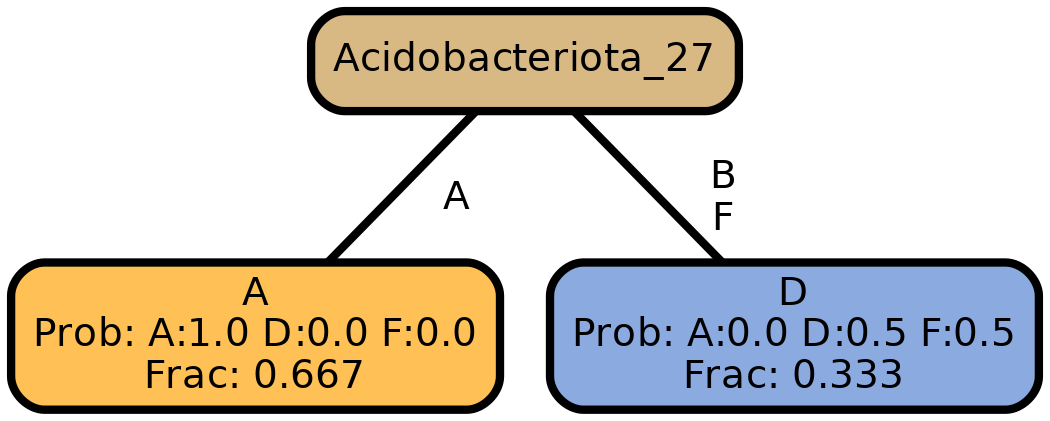 Acidobacteriota_27
A
B
F
A
Prob: A:1.0 D:0.0 F:0.0
Frac: 0.667
D
Prob: A:0.0 D:0.5 F:0.5
Frac: 0.333